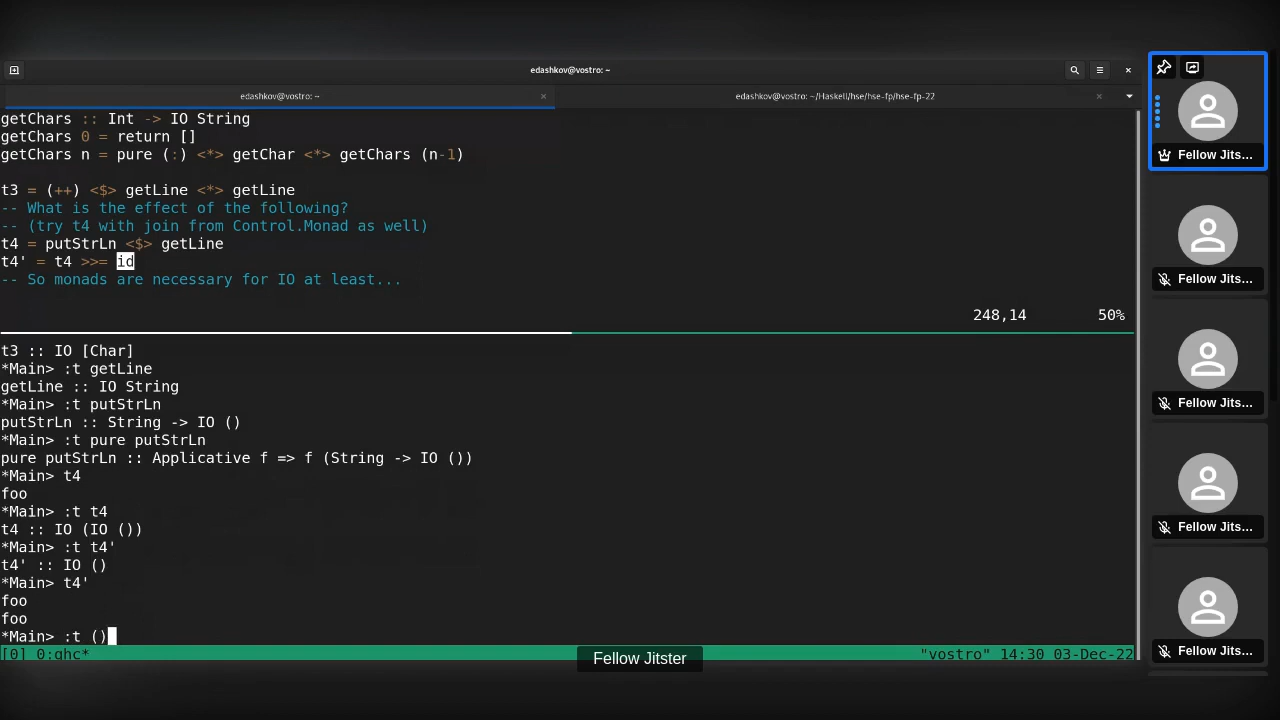 edashkov@vostro: ~
edashkov@vostro: ~
edashkov@vostro: ~/Haskell/hse/hse-fp/hse-fp-22
getChars :: Int -> IO String
getChars 0 = return []
getChars n = pure (:) <*> getChar <*> getChars (n-1)
t3 = (++) <$> getLine <*> getLine
-- What is the effect of the following?
-- (try t4 with join from Control.Monad as well)
t4 = putStrLn <$> getLine
t4' = t4 >>= id
-- So monads are necessary for IO at least...
248,14 50%
t3 :: IO [Char]
*Main> :t getLine
getLine :: IO String
*Main> :t putStrLn
putStrLn :: String -> IO ()
*Main> :t pure putStrLn
pure putStrLn :: Applicative f => f (String -> IO ())
*Main> t4
foo
*Main> :t t4
t4 :: IO (IO ())
*Main> :t t4'
t4' :: IO ()
*Main> t4'
foo
foo
*Main> :t ()
[0] 0:ghc* "vostro" 14:30 03-Dec-22
Fellow Jitster
Fellow Jits...
Fellow Jits...
Fellow Jits...
Fellow Jits...
Fellow Jits...